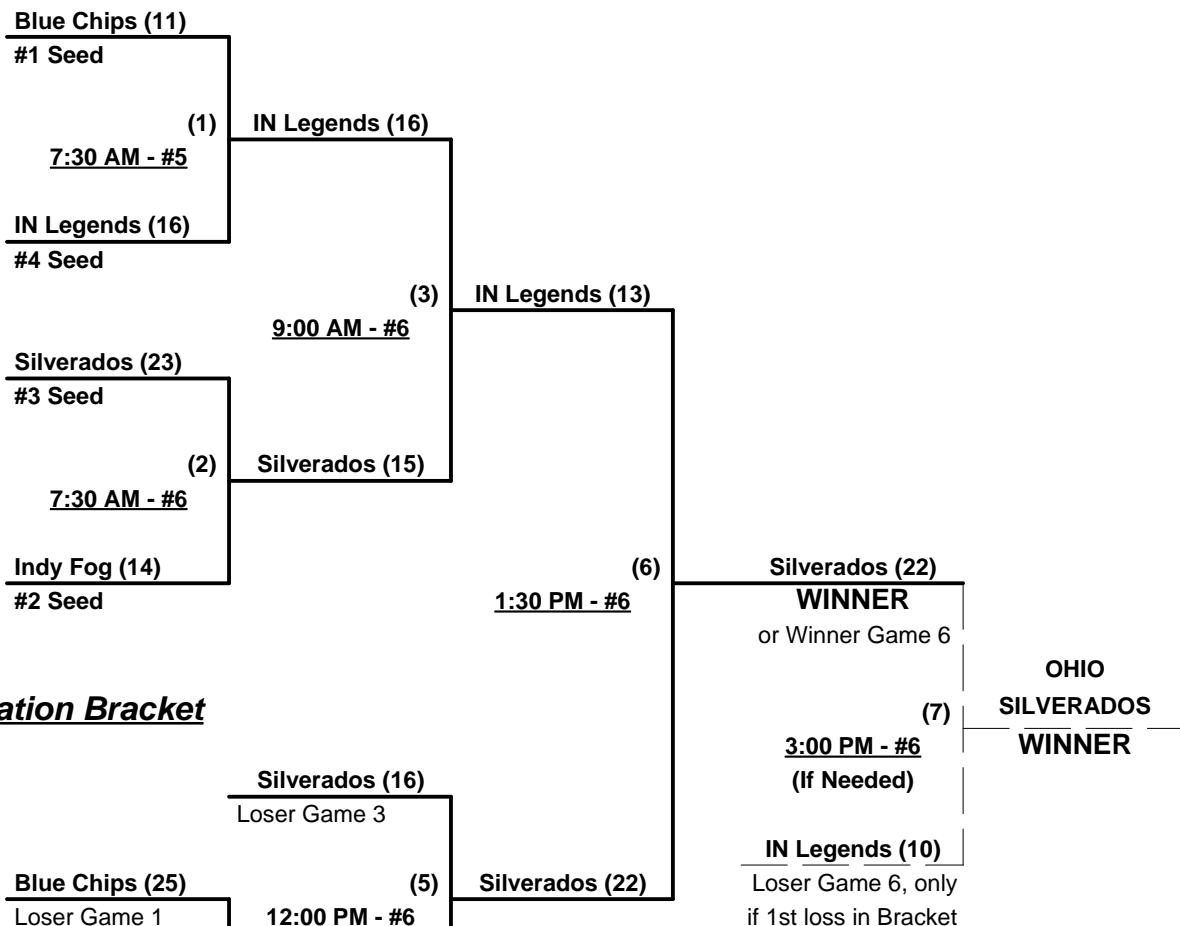 Blue Chips (11)
#1 Seed
(1)
IN Legends (16)
7:30 AM - #5
IN Legends (16)
#4 Seed
(3)
IN Legends (13)
9:00 AM - #6
Silverados (23)
#3 Seed
(2)
Silverados (15)
7:30 AM - #6
Indy Fog (14)
#2 Seed
(6)
Silverados (22)
1:30 PM - #6
WINNER
or Winner Game 6
OHIO
SILVERADOS
WINNER
ation Bracket
(7)
3:00 PM - #6
(If Needed)
Silverados (16)
Loser Game 3
IN Legends (10)
Loser Game 6, only
if 1st loss in Bracket
Blue Chips (25)
Loser Game 1
(5)
Silverados (22)
12:00 PM - #6